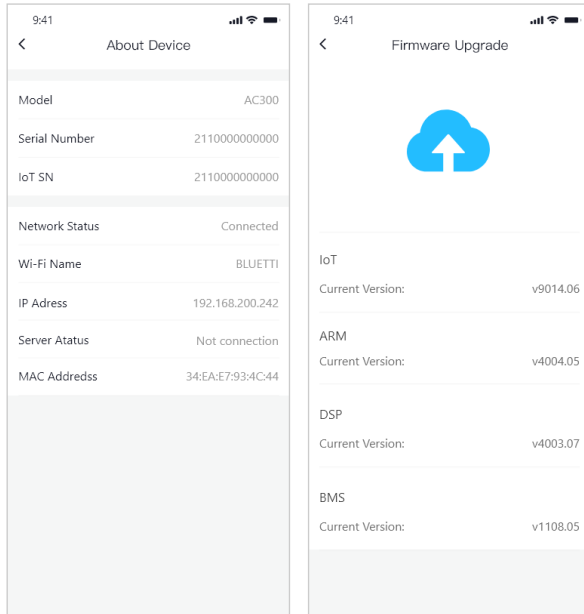 9:41
About Device
Model AC300
Serial Number 2110000000000
IoT SN 2110000000000
Network Status Connected
Wi-Fi Name BLUETTI
IP Adress 192.168.200.242
Server Atatus Not connection
MAC Addredss 34:EA:E7:93:4C:44
9:41
Firmware Upgrade
IoT
Current Version: v9014.06
ARM
Current Version: v4004.05
DSP
Current Version: v4003.07
BMS
Current Version: v1108.05